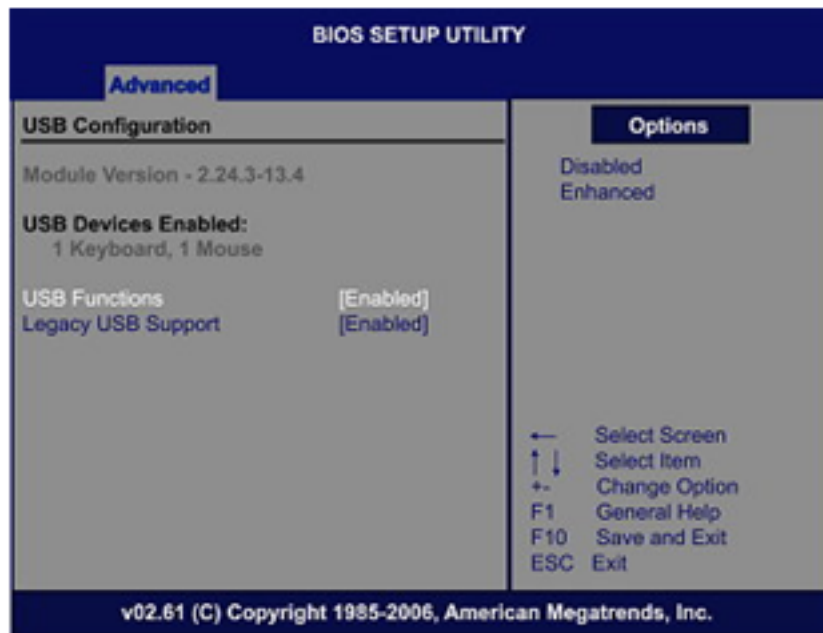 BIOS SETUP UTILITY
Advanced
USB Configuration
Module Version - 2.24.3-13.4
USB Devices Enabled:
1 Keyboard, 1 Mouse
USB Functions [Enabled]
Legacy USB Support [Enabled]
Options
Disabled
Enhanced
← Select Screen
↑ ↓ Select Item
+- Change Option
F1 General Help
F10 Save and Exit
ESC Exit
v02.61 (C) Copyright 1985-2006, American Megatrends, Inc.